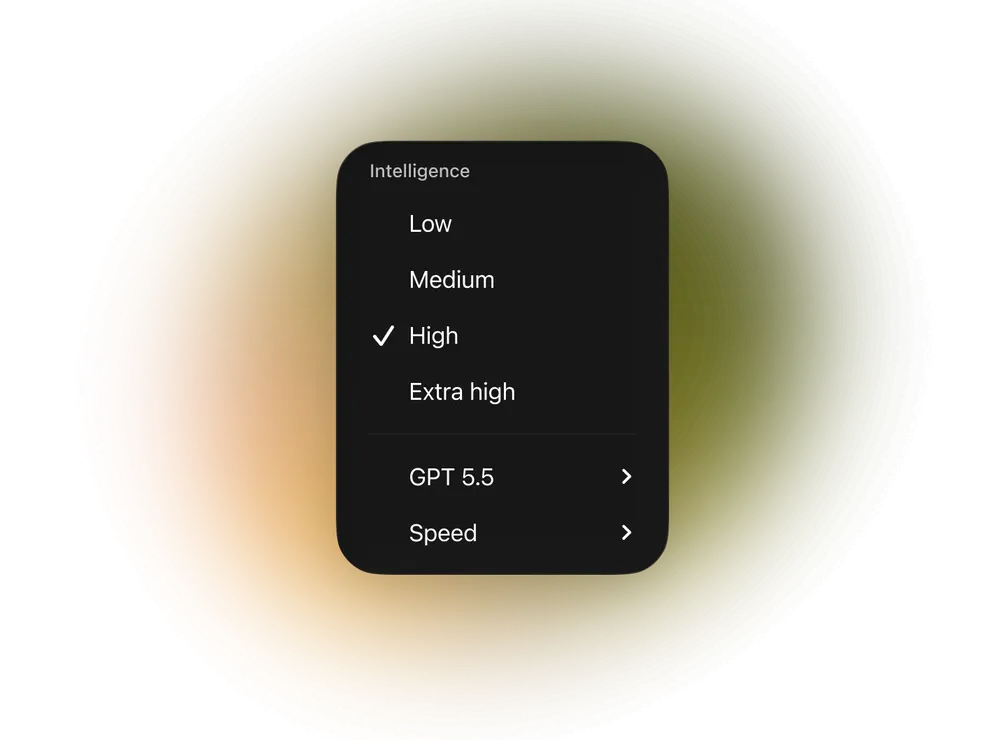 Intelligence
Low
Medium
High
Extra high
GPT 5.5
Speed